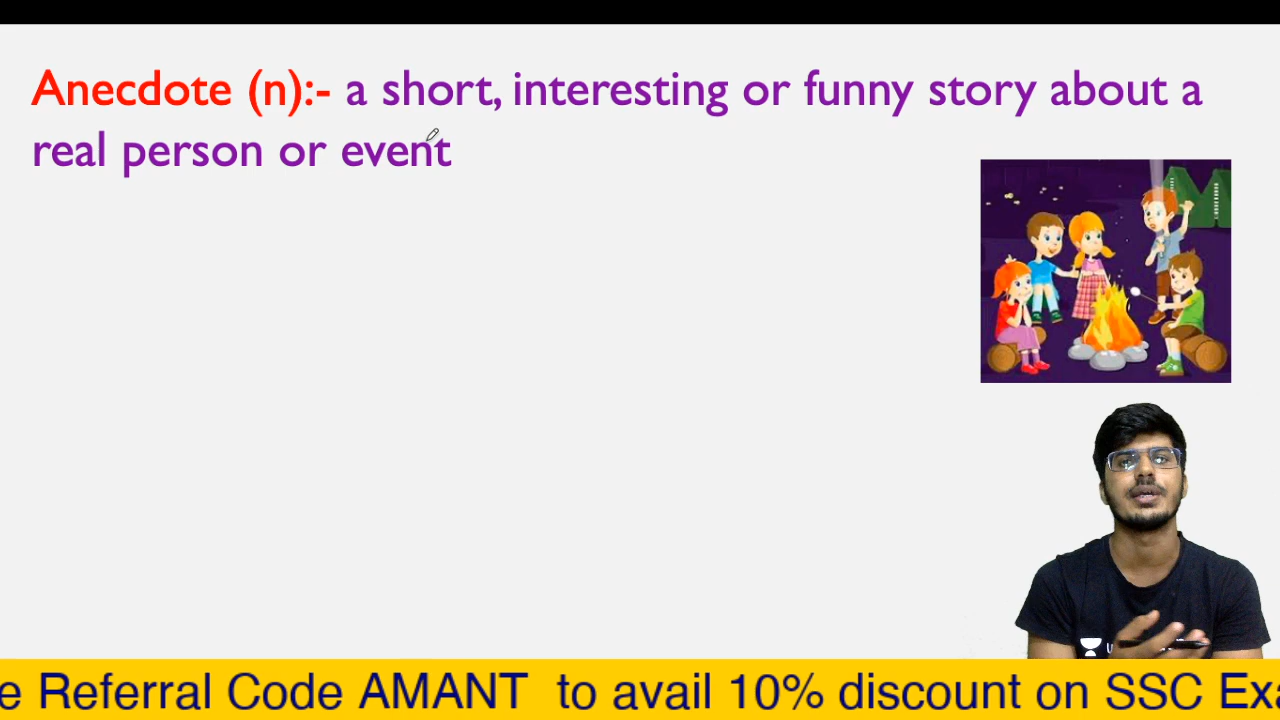 Anecdote (n):- a short, interesting or funny story about a
real person or event
e Referral Code AMANT to avail 10% discount on SSC Exa